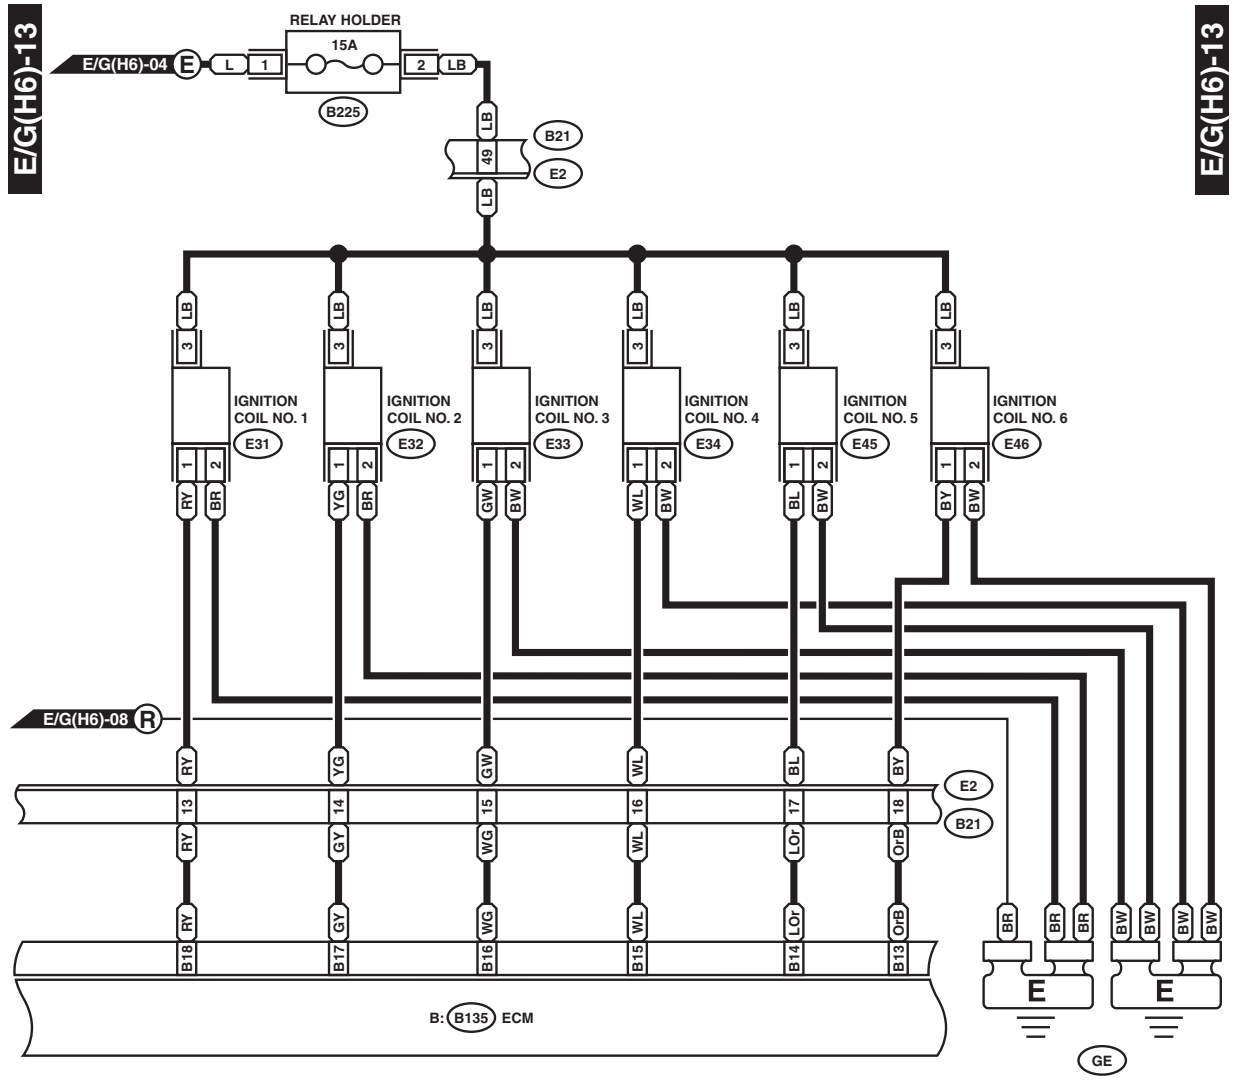 E/G(H6)-13
E/G(H6)-13
RELAY HOLDER
15A
E/G(H6)-04 E L 1 2 LB
B225
LB
B21
49
E2
LB
LB LB LB LB LB LB
3 3 3 3 3 3
IGNITION COIL NO. 1
E31
IGNITION COIL NO. 2
E32
IGNITION COIL NO. 3
E33
IGNITION COIL NO. 4
E34
IGNITION COIL NO. 5
E45
IGNITION COIL NO. 6
E46
1 2 1 2 1 2 1 2 1 2 1 2
RY BR YG BR GW BW WL BW BL BW BY BW
E/G(H6)-08 R
RY YG GW WL BL BY
E2
13 14 15 16 17 18
B21
RY GY WG WL LOr OrB
RY GY WG WL LOr OrB BR BR BR BW BW BW BW
B18 B17 B16 B15 B14 B13
E E
B: B135 ECM
GE